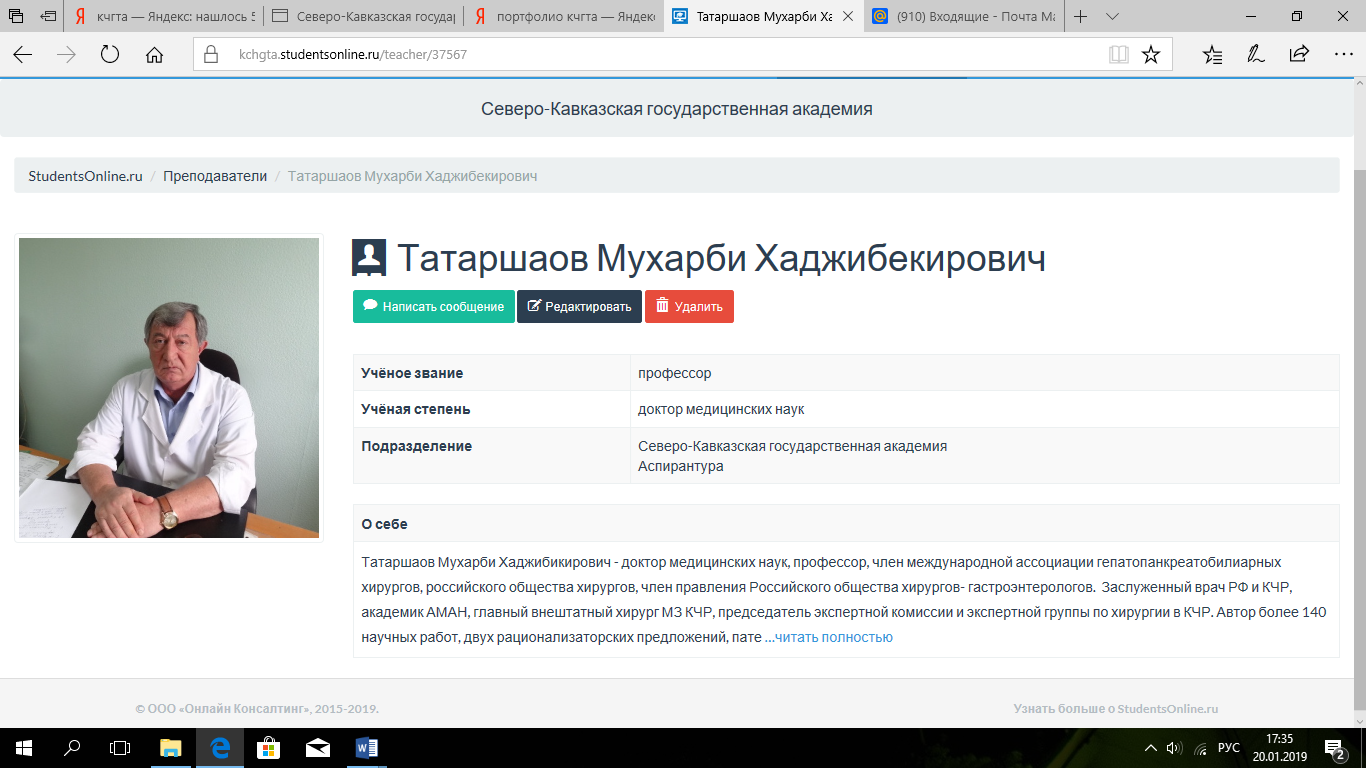 кчгта — Яндекс: нашлось 5
Северо-Кавказская государ
портфолио кчгта — Яндекс
Татаршаов Мухарби Ха
(910) Входящие - Почта Ма
kchgta.studentsonline.ru/teacher/37567
Северо-Кавказская государственная академия
StudentsOnline.ru / Преподаватели / Татаршаов Мухарби Хаджибекирович
Татаршаов Мухарби Хаджибекирович
Написать сообщение Редактировать Удалить
Учёное звание профессор
Учёная степень доктор медицинских наук
Подразделение Северо-Кавказская государственная академия
Аспирантура
О себе
Татаршаов Мухарби Хаджибикирович - доктор медицинских наук, профессор, член международной ассоциации гепатопанкреатобилиарных
хирургов, российского общества хирургов, член правления Российского общества хирургов- гастроэнтерологов. Заслуженный врач РФ и КЧР,
академик АМАН, главный внештатный хирург МЗ КЧР, председатель экспертной комиссии и экспертной группы по хирургии в КЧР. Автор более 140
научных работ, двух рационализаторских предложений, пате ...читать полностью
© ООО «Онлайн Консалтинг», 2015-2019. Узнать больше о StudentsOnline.ru
РУС
17:35
20.01.2019
2